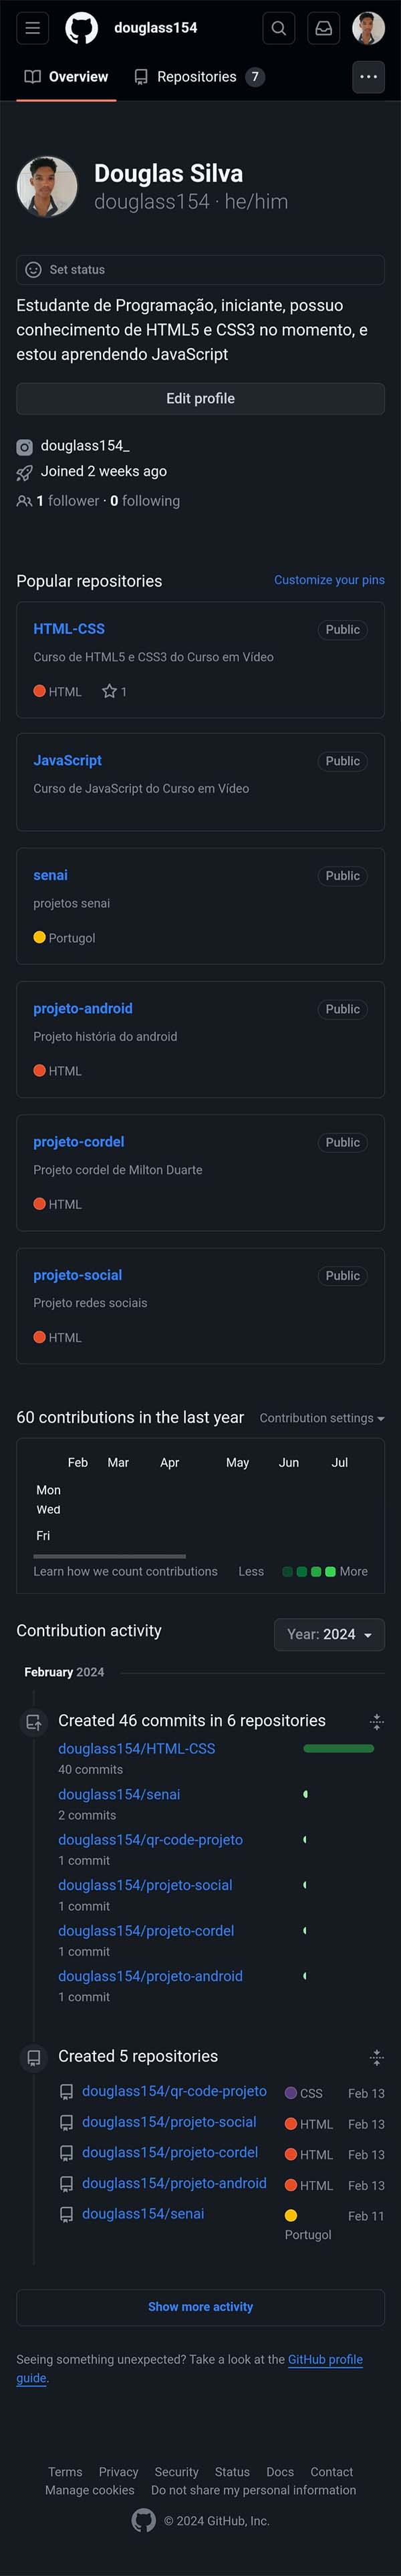 douglass154
Overview
Repositories 7
Douglas Silva
douglass154 · he/him
Set status
Estudante de Programação, iniciante, possuo
conhecimento de HTML5 e CSS3 no momento, e
estou aprendendo JavaScript
Edit profile
douglass154_
Joined 2 weeks ago
1 follower · 0 following
Popular repositories Customize your pins
HTML-CSS Public
Curso de HTML5 e CSS3 do Curso em Vídeo
HTML 1
JavaScript Public
Curso de JavaScript do Curso em Vídeo
senai Public
projetos senai
Portugol
projeto-android Public
Projeto história do android
HTML
projeto-cordel Public
Projeto cordel de Milton Duarte
HTML
projeto-social Public
Projeto redes sociais
HTML
60 contributions in the last year Contribution settings
Feb Mar Apr May Jun Jul
Mon
Wed
Fri
Learn how we count contributions Less More
Contribution activity Year: 2024
February 2024
Created 46 commits in 6 repositories
douglass154/HTML-CSS
40 commits
douglass154/senai
2 commits
douglass154/qr-code-projeto
1 commit
douglass154/projeto-social
1 commit
douglass154/projeto-cordel
1 commit
douglass154/projeto-android
1 commit
Created 5 repositories
douglass154/qr-code-projeto CSS Feb 13
douglass154/projeto-social HTML Feb 13
douglass154/projeto-cordel HTML Feb 13
douglass154/projeto-android HTML Feb 13
douglass154/senai Feb 11
Portugol
Show more activity
Seeing something unexpected? Take a look at the GitHub profile
guide.
Terms Privacy Security Status Docs Contact
Manage cookies Do not share my personal information
© 2024 GitHub, Inc.